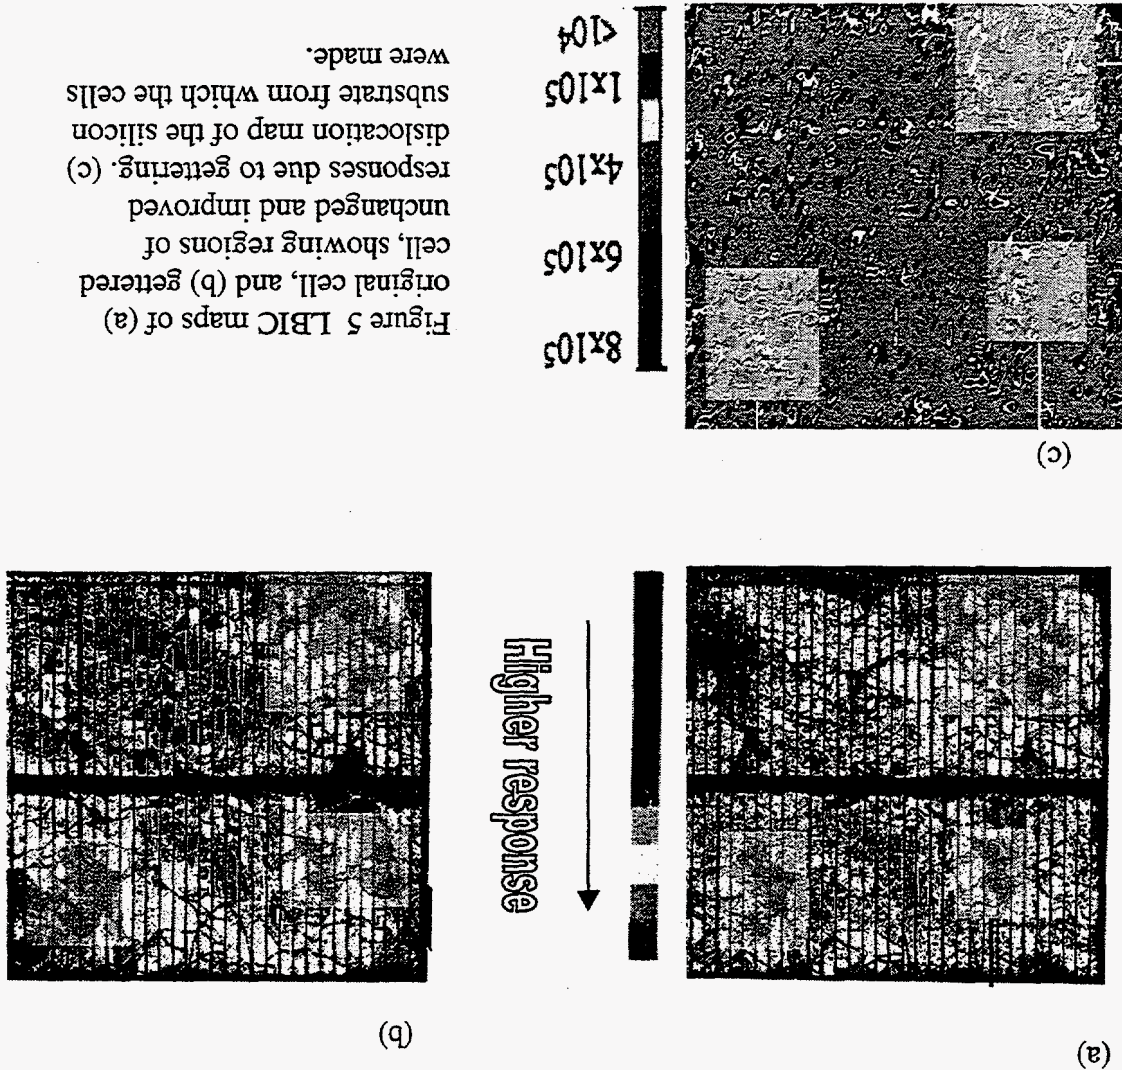 (a)
(b)
Higher response
(c)
8x105
6x105
4x105
1x105
<104
Figure 5 LBIC maps of (a)
original cell, and (b) gettered
cell, showing regions of
unchanged and improved
responses due to gettering. (c)
dislocation map of the silicon
substrate from which the cells
were made.